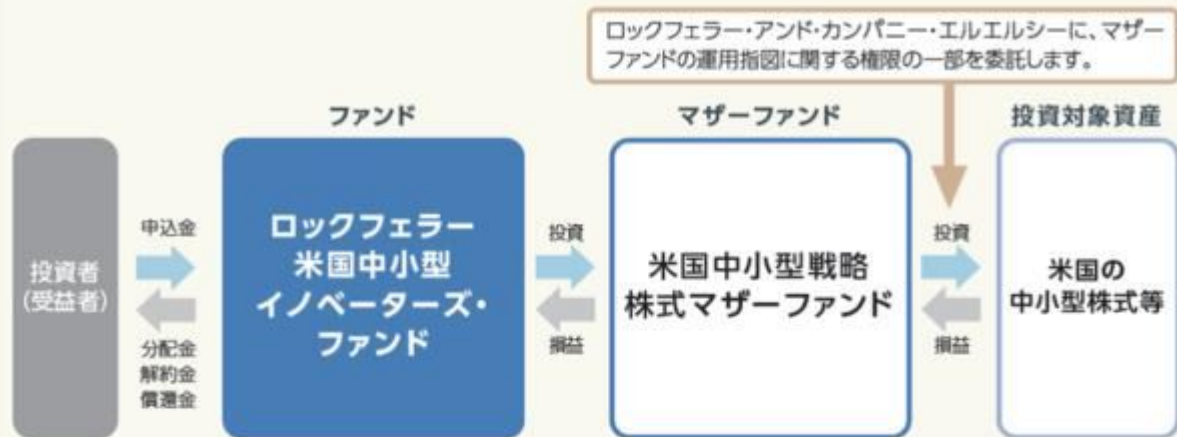 ロックフェラー・アンド・カンパニー・エルエルシーに、マザー
ファンドの運用指図に関する権限の一部を委託します。
ファンド
マザーファンド
投資対象資産
投資者
(受益者)
申込金
分配金
解約金
償還金
ロックフェラー
米国中小型
イノベーターズ・
ファンド
投資
損益
米国中小型戦略
株式マザーファンド
投資
損益
米国の
中小型株式等